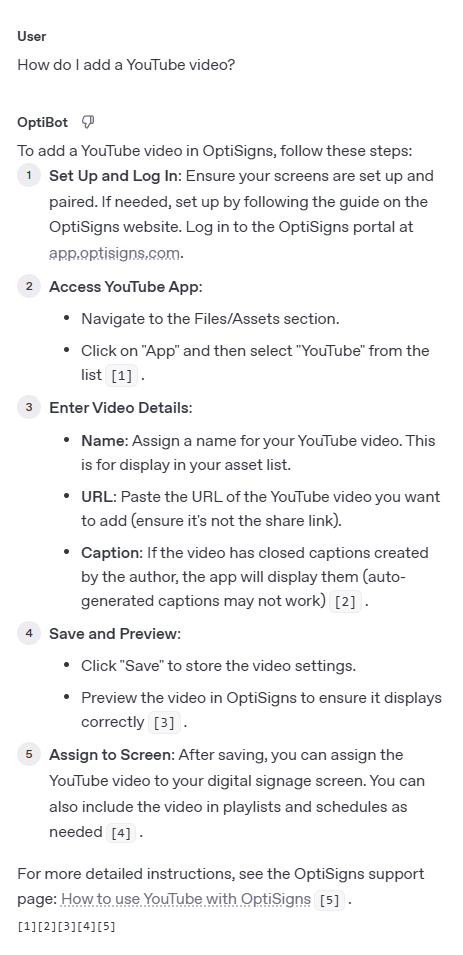 User
How do I add a YouTube video?
OptiBot
To add a YouTube video in OptiSigns, follow these steps:
1 Set Up and Log In: Ensure your screens are set up and
paired. If needed, set up by following the guide on the
OptiSigns website. Log in to the OptiSigns portal at
app.optisigns.com.
2 Access YouTube App:
• Navigate to the Files/Assets section.
• Click on "App" and then select "YouTube" from the
list [1] .
3 Enter Video Details:
• Name: Assign a name for your YouTube video. This
is for display in your asset list.
• URL: Paste the URL of the YouTube video you want
to add (ensure it's not the share link).
• Caption: If the video has closed captions created
by the author, the app will display them (auto-
generated captions may not work) [2] .
4 Save and Preview:
• Click "Save" to store the video settings.
• Preview the video in OptiSigns to ensure it displays
correctly [3] .
5 Assign to Screen: After saving, you can assign the
YouTube video to your digital signage screen. You can
also include the video in playlists and schedules as
needed [4] .
For more detailed instructions, see the OptiSigns support
page: How to use YouTube with OptiSigns [5] .
[1][2][3][4][5]